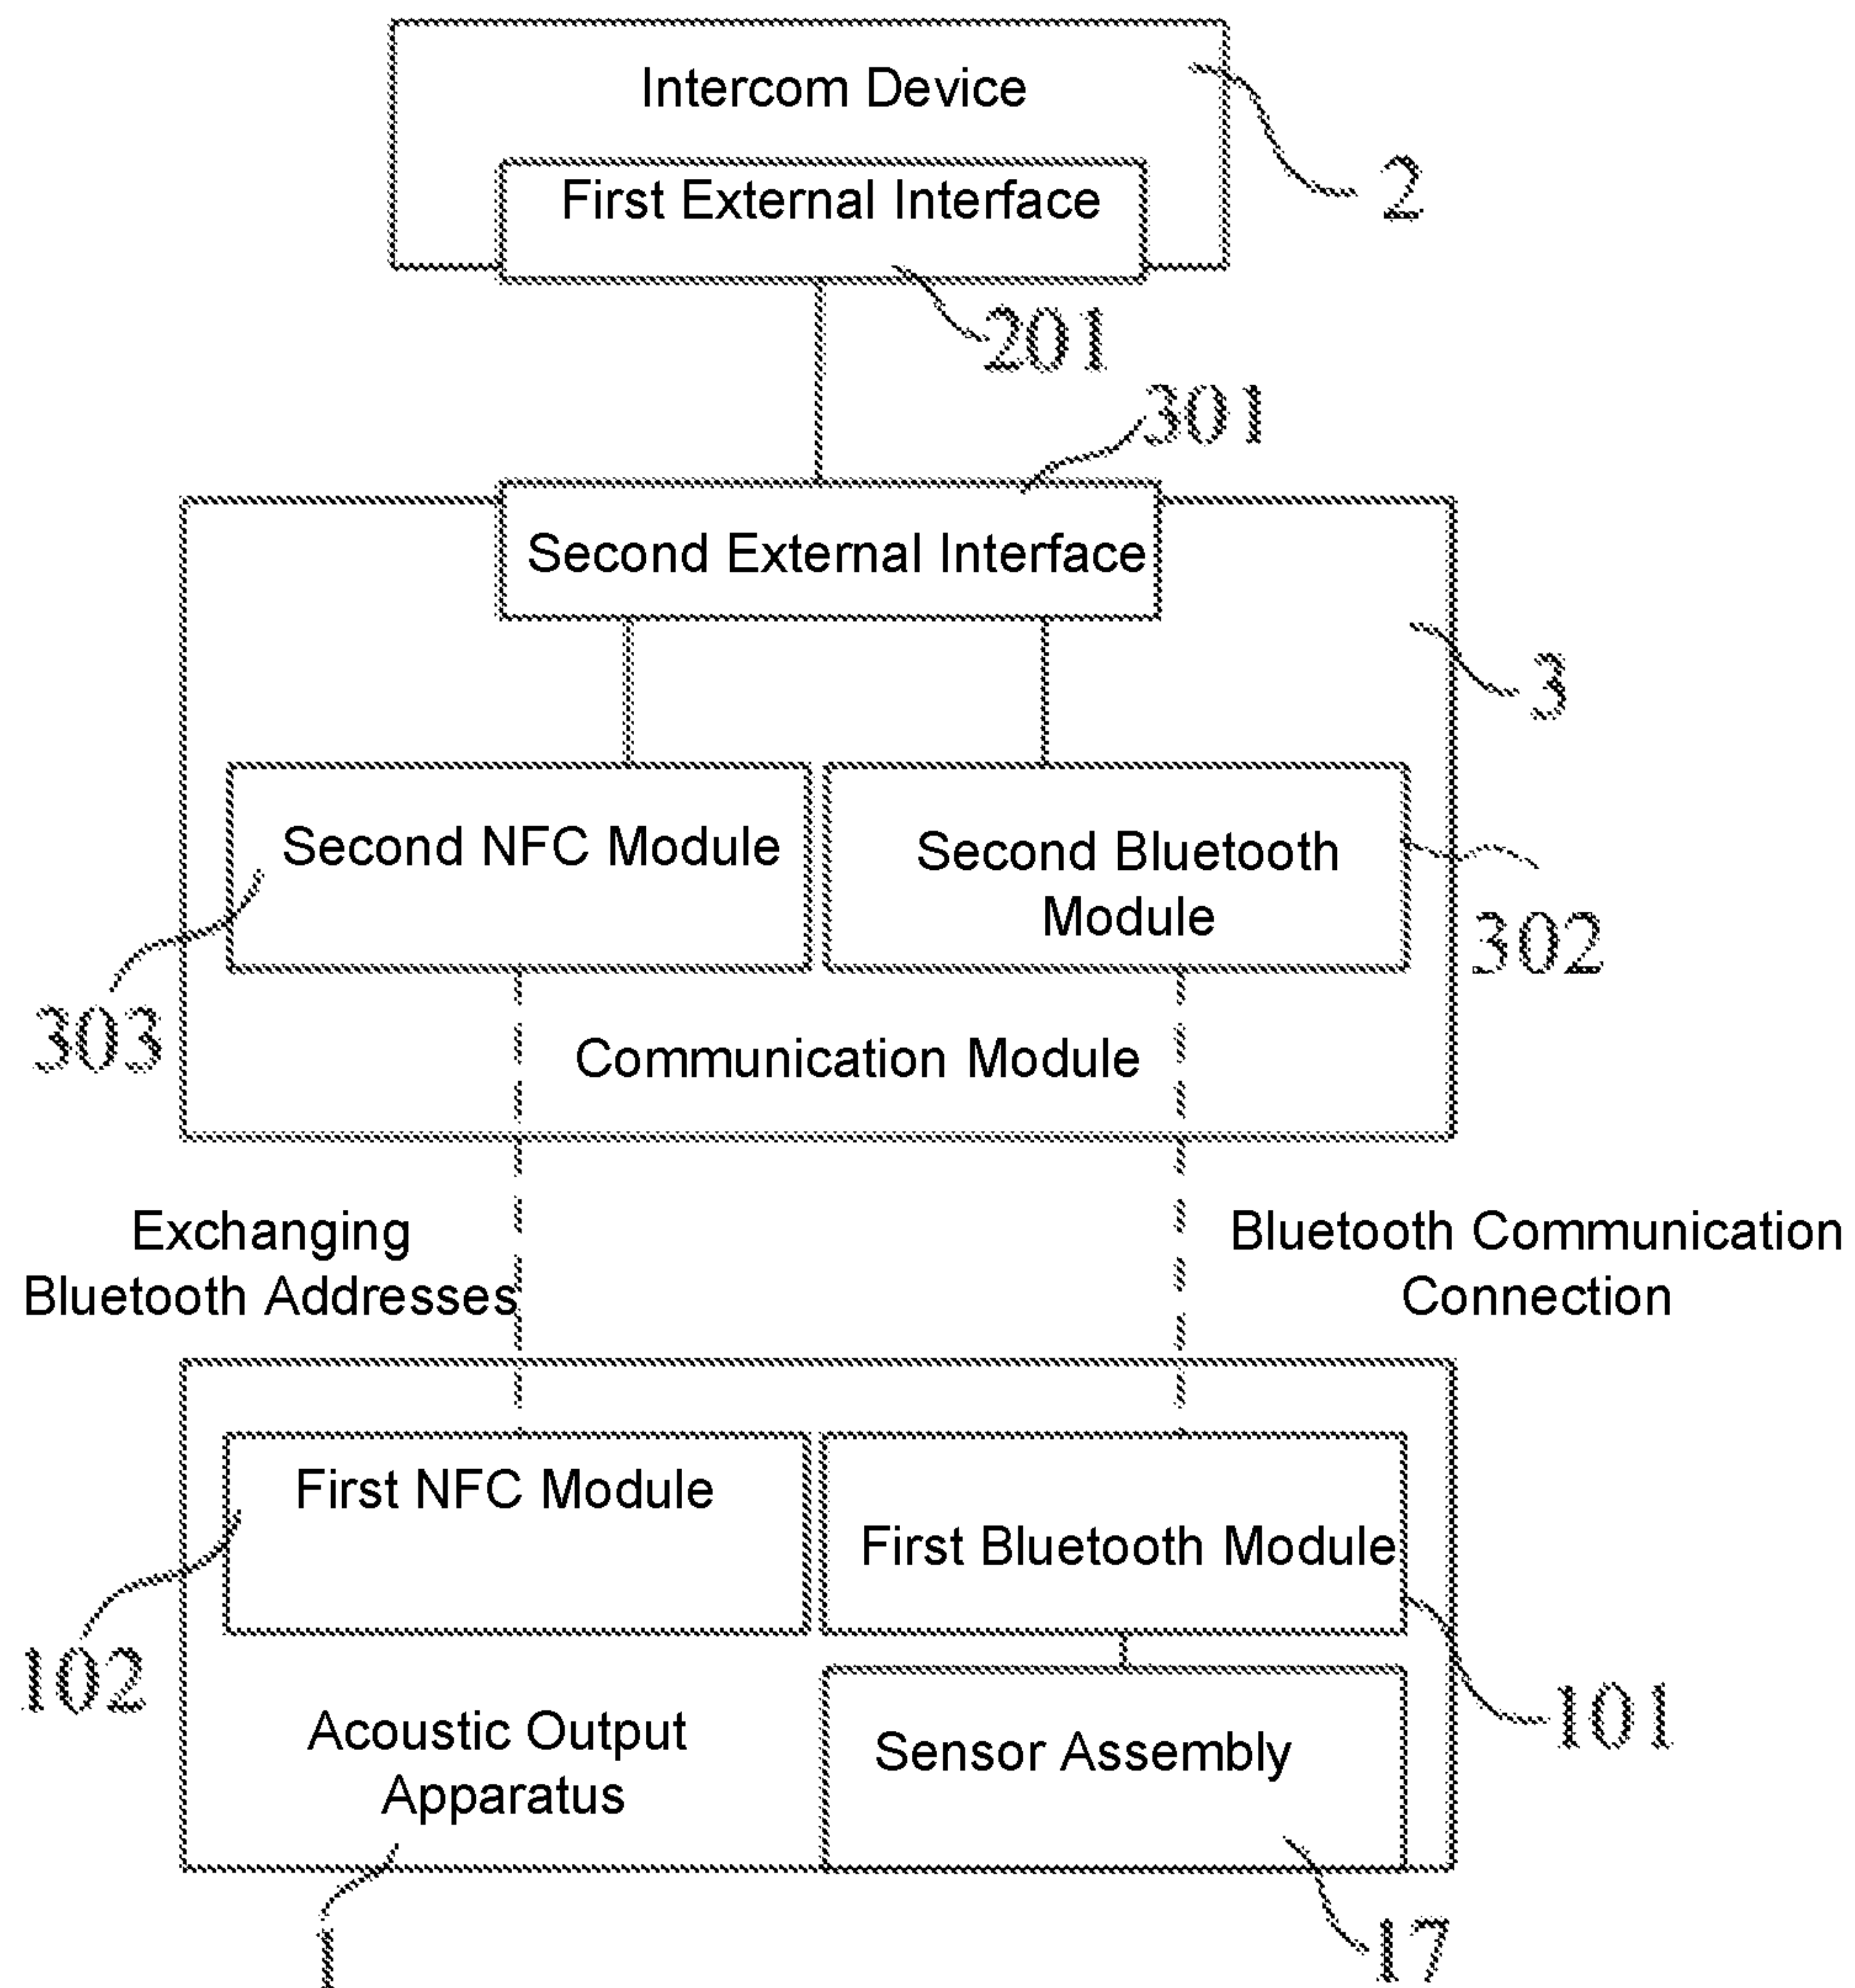 Intercom Device
2
First External Interface
201
301
Second External Interface
3
Second NFC Module
Second Bluetooth
Module
302
303
Communication Module
Exchanging
Bluetooth Addresses
Bluetooth Communication
Connection
First NFC Module
First Bluetooth Module
102
101
Acoustic Output
Apparatus
Sensor Assembly
1
17